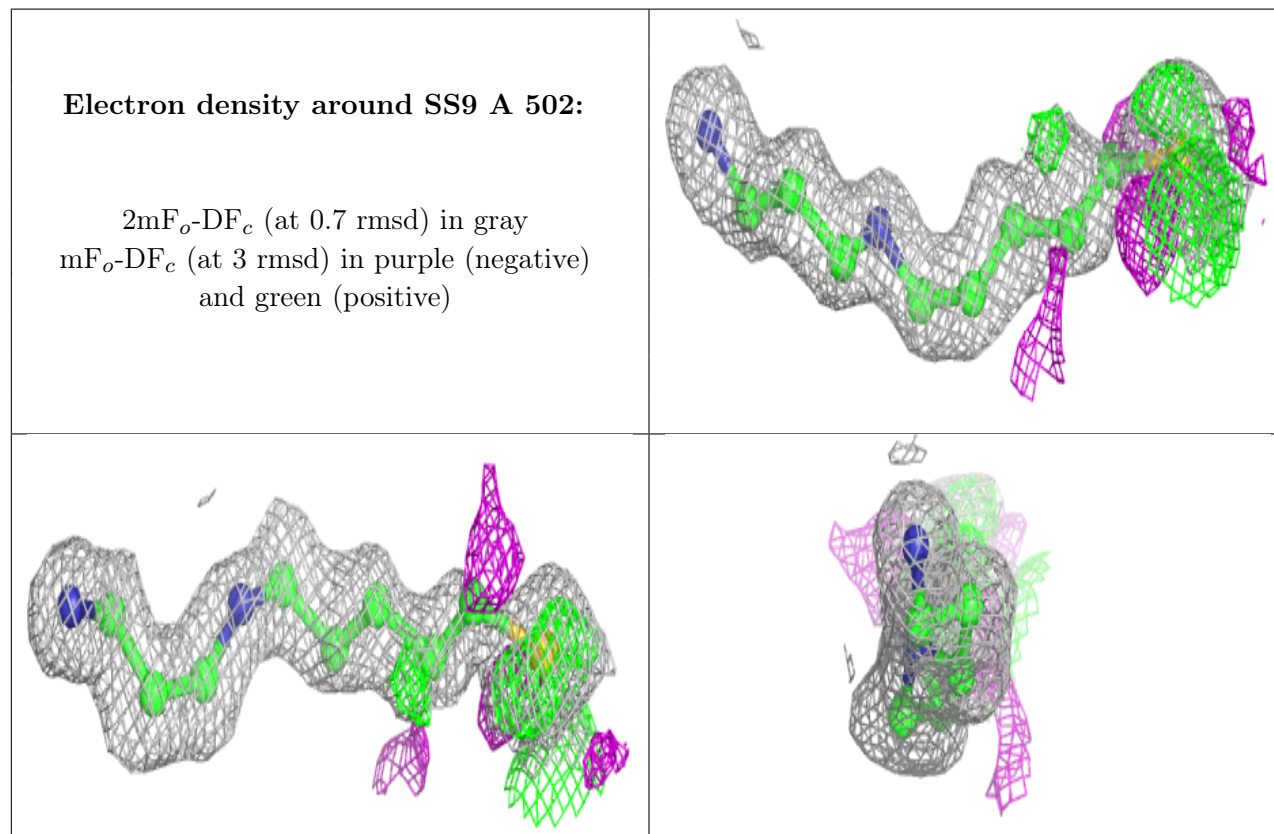 Electron density around SS9 A 502:
2mFo-DFc (at 0.7 rmsd) in gray
mFo-DFc (at 3 rmsd) in purple (negative)
and green (positive)